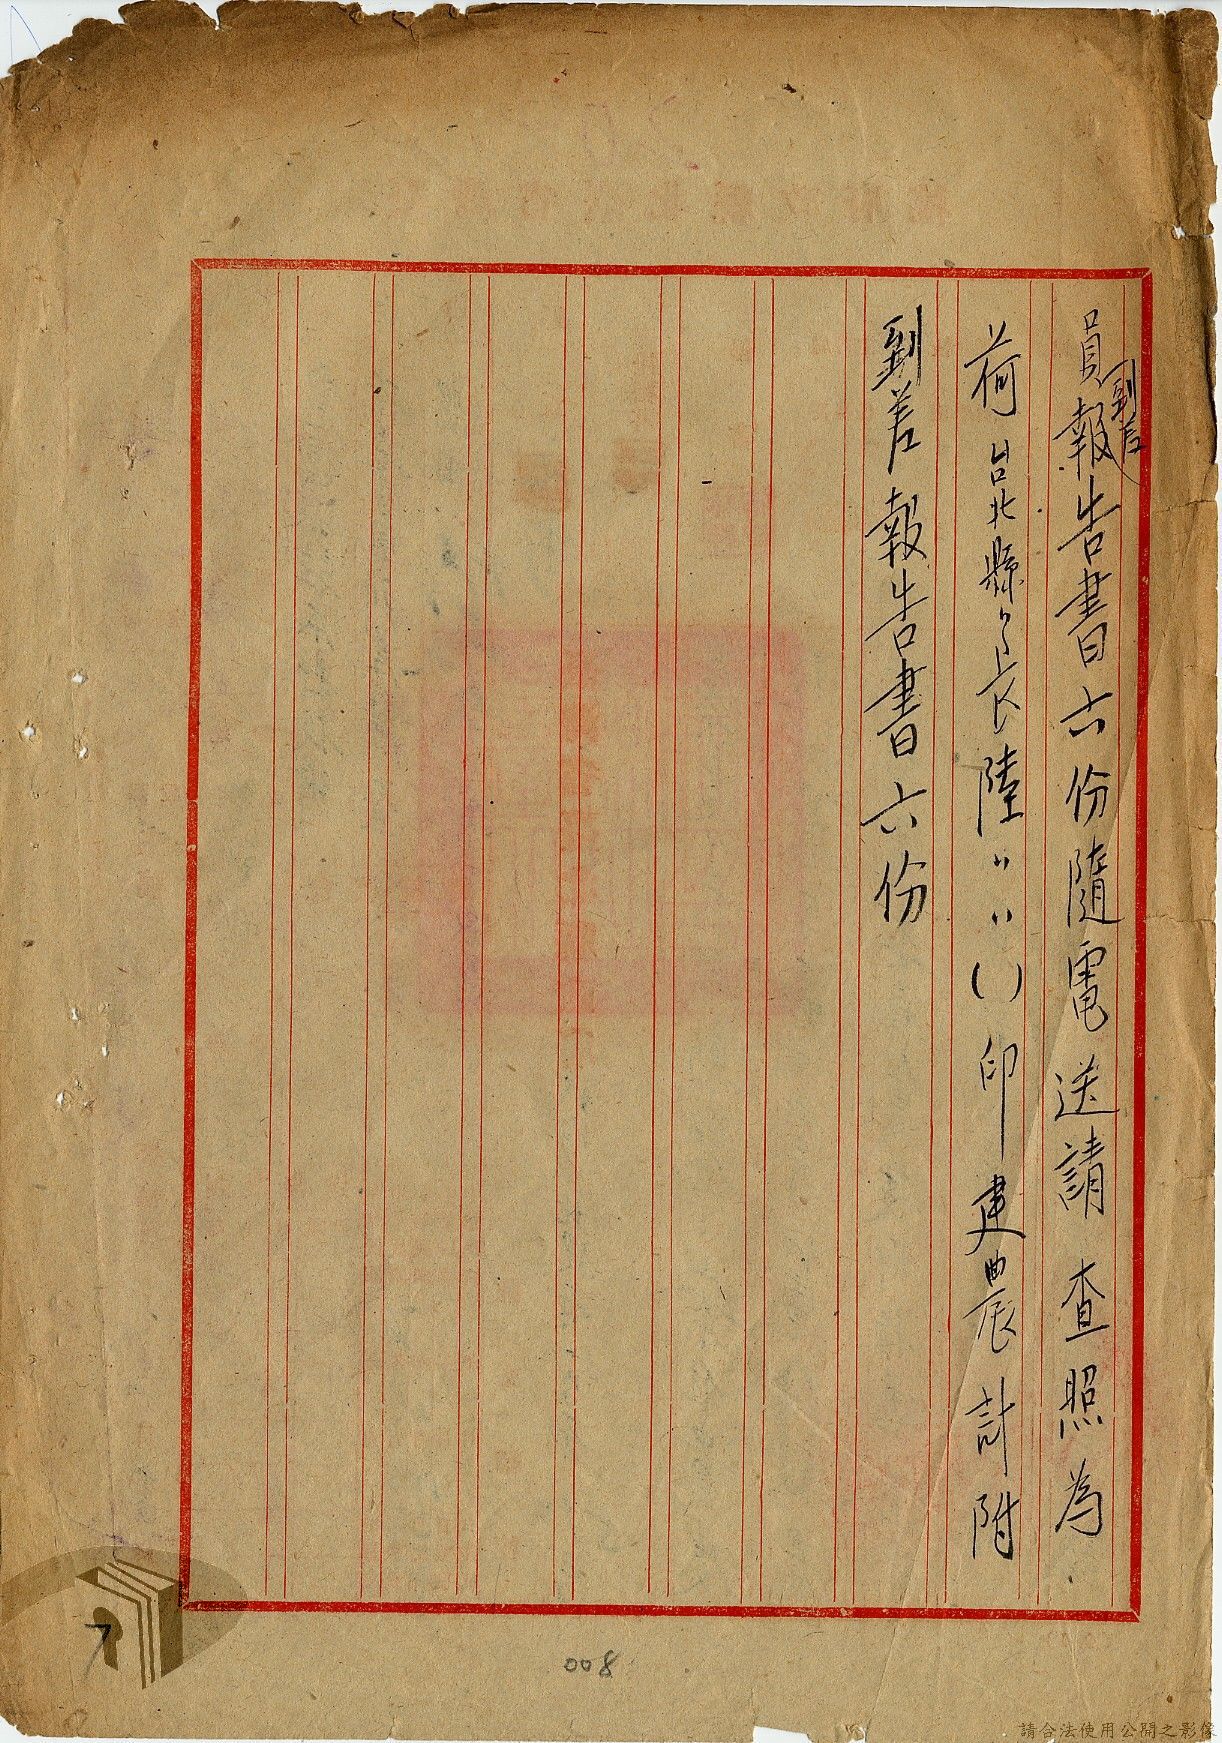 員到差報告書六份隨電送請 查照為
荷 台北縣々長陸〃〃( )印 建農 計附
到差報告書六份
008
請合法使用公開之影像